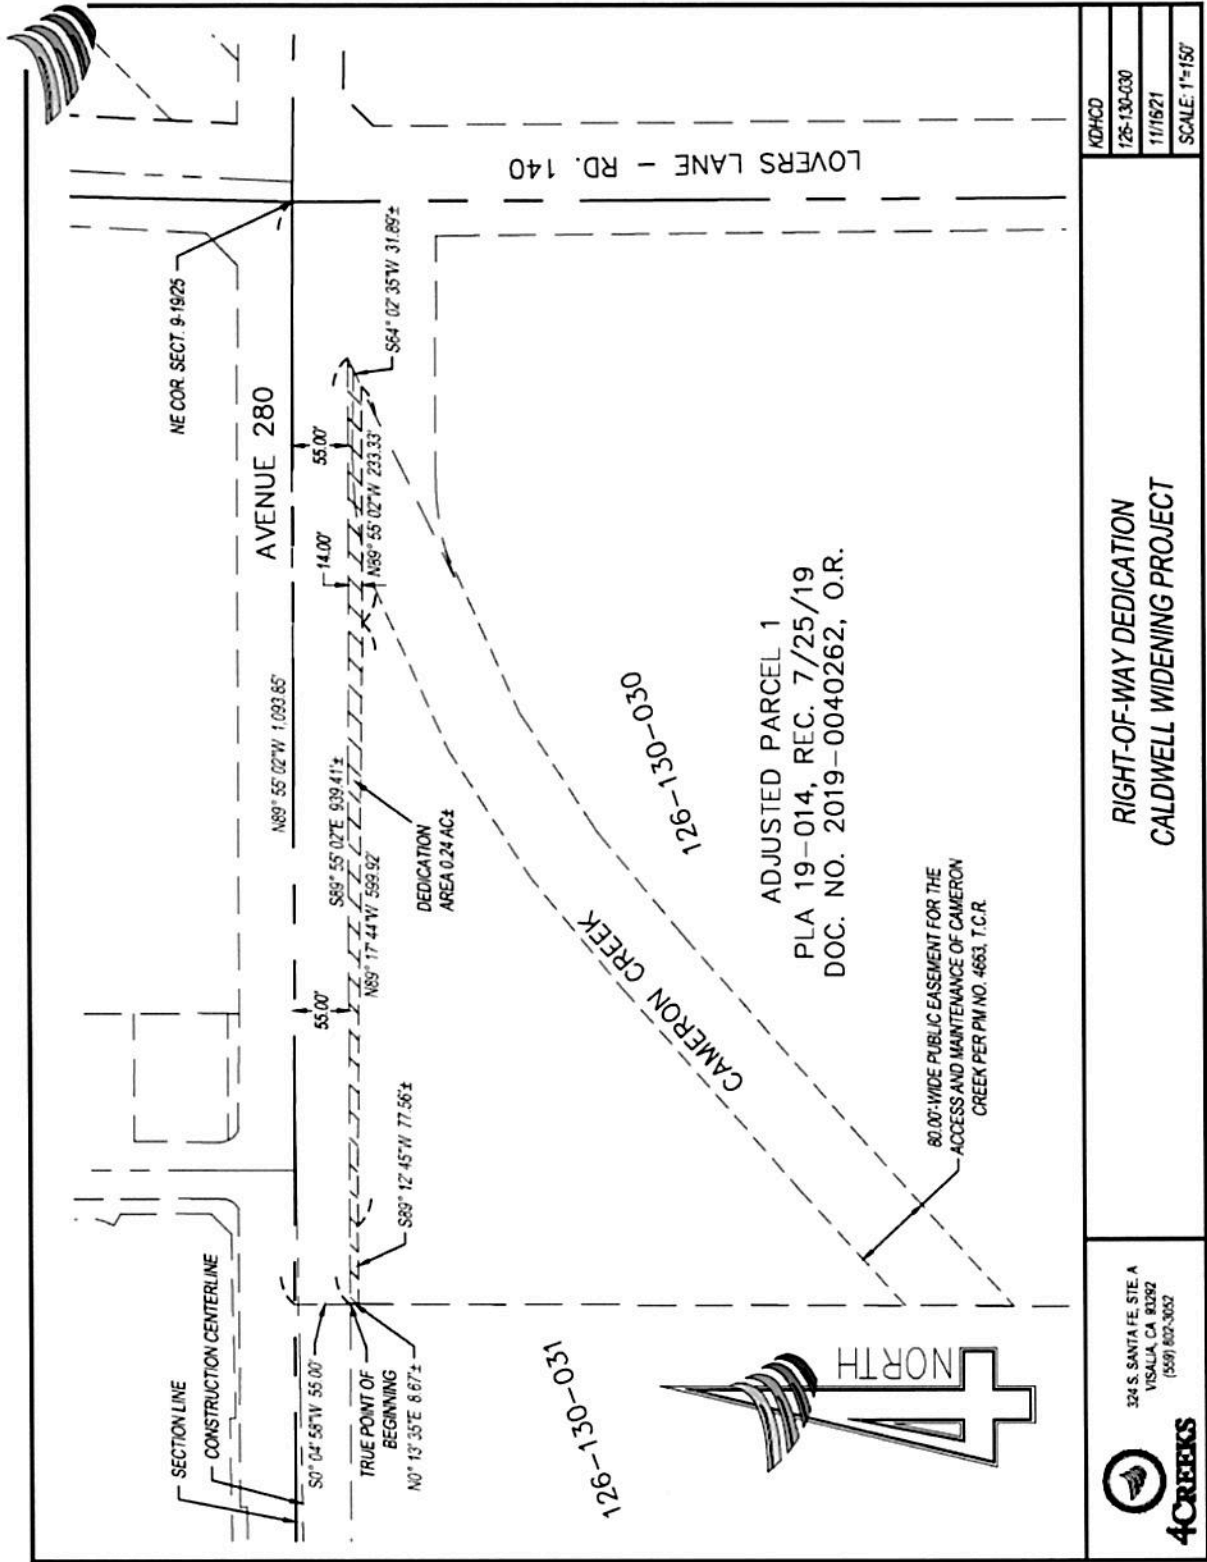 NE COR. SECT. 9-19/25
AVENUE 280
LOVERS LANE - RD. 140
SECTION LINE
CONSTRUCTION CENTERLINE
N89° 55' 02"W 1,093.85'
55.00'
14.00'
55.00'
S64° 02' 35"W 31.89'±
N89° 55' 02"W 233.33'
S89° 55' 02"E 939.41'±
N89° 17' 44"W 599.92'
S89° 12' 45"W 77.56'±
S0° 04' 58"W 55.00'
TRUE POINT OF
BEGINNING
N0° 13' 35"E 8.67'±
DEDICATION
AREA 0.24 AC±
126-130-031
CAMERON CREEK
126-130-030
ADJUSTED PARCEL 1
PLA 19-014, REC. 7/25/19
DOC. NO. 2019-0040262, O.R.
80.00'-WIDE PUBLIC EASEMENT FOR THE
ACCESS AND MAINTENANCE OF CAMERON
CREEK PER PM NO. 4663, T.C.R.
NORTH
4CREEKS
324 S. SANTA FE, STE. A
VISALIA, CA 93292
(559) 802-3052
RIGHT-OF-WAY DEDICATION
CALDWELL WIDENING PROJECT
KDHCD
126-130-030
11/16/21
SCALE: 1"=150'